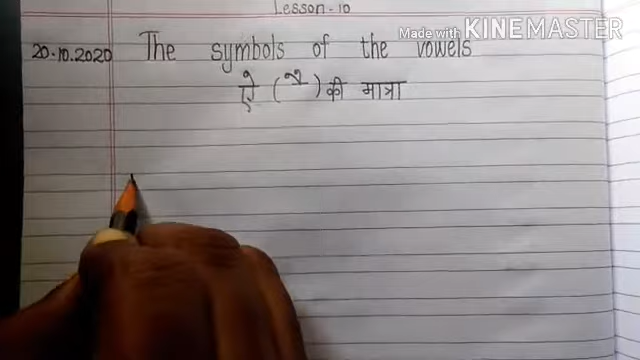 Lesson - 10
Made with KINEMASTER
20.10.2020 The symbols of the vowels
ऐ ( ै ) की मात्रा